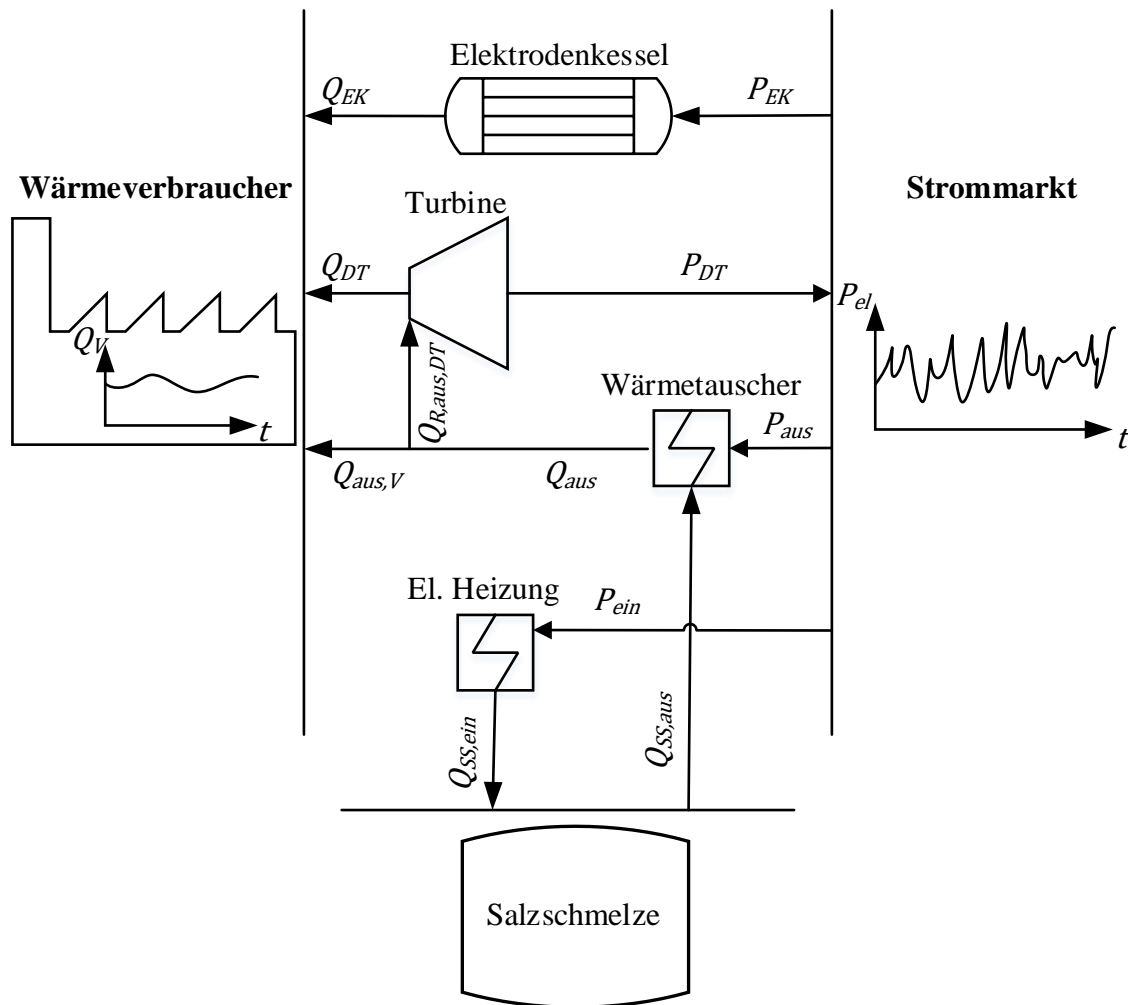 Elektrodenkessel
Q_EK
P_EK
Wärmeverbraucher
Strommarkt
Turbine
Q_DT
P_DT
P_el
Q_V
t
Q_R,aus,DT
Wärmetauscher
P_aus
t
Q_aus,V
Q_aus
El. Heizung
P_ein
Q_SS,ein
Q_SS,aus
Salzschmelze